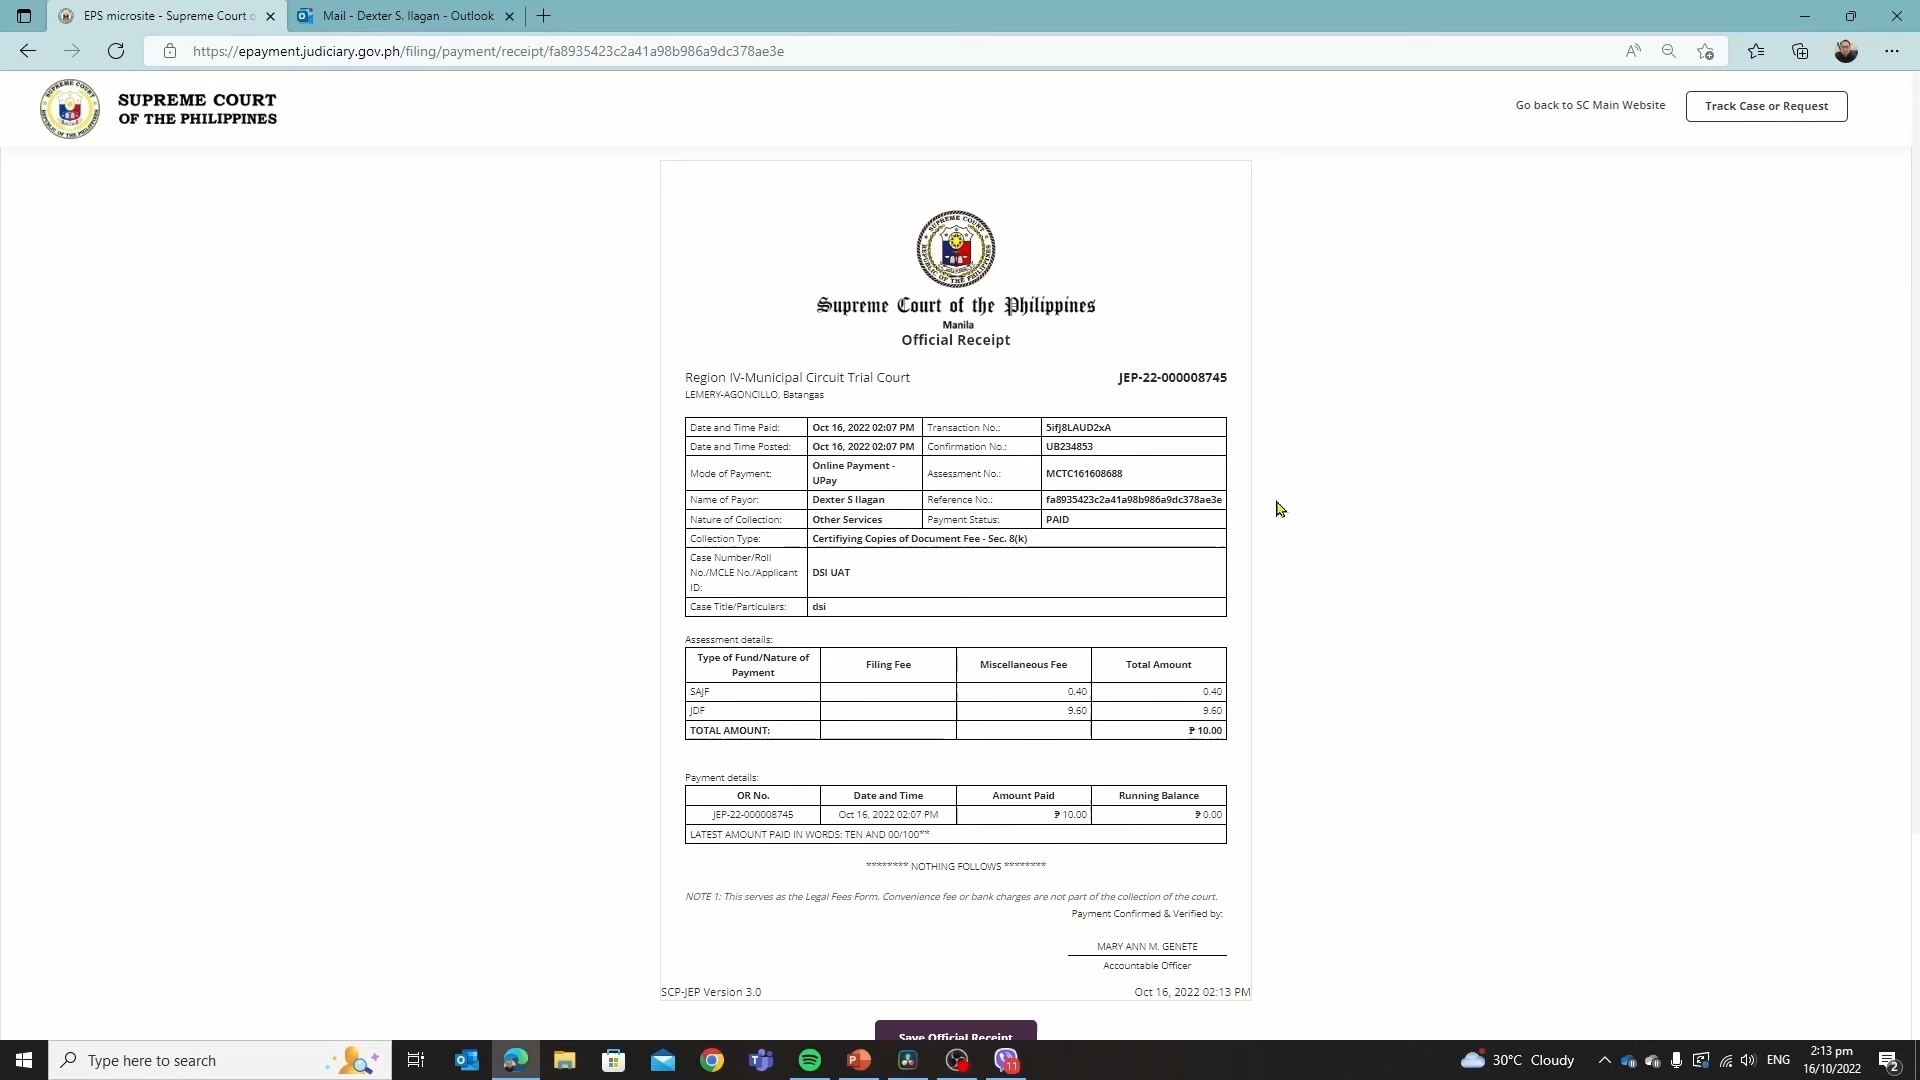 EPS microsite - Supreme Court o
Mail - Dexter S. Ilagan - Outlook
https://epayment.judiciary.gov.ph/filing/payment/receipt/fa8935423c2a41a98b986a9dc378ae3e
SUPREME COURT
OF THE PHILIPPINES
Go back to SC Main Website
Track Case or Request
Supreme Court of the Philippines
Manila
Official Receipt
Region IV-Municipal Circuit Trial Court JEP-22-000008745
LEMERY-AGONCILLO, Batangas
Date and Time Paid: Oct 16, 2022 02:07 PM Transaction No.: 5ifJ8LAUD2xA
Date and Time Posted: Oct 16, 2022 02:07 PM Confirmation No.: UB234853
Mode of Payment: Online Payment - UPay Assessment No.: MCTC161608688
Name of Payor: Dexter S Ilagan Reference No.: fa8935423c2a41a98b986a9dc378ae3e
Nature of Collection: Other Services Payment Status: PAID
Collection Type: Certifiying Copies of Document Fee - Sec. 8(k)
Case Number/Roll
No./MCLE No./Applicant DSI UAT
ID:
Case Title/Particulars: dsi
Assessment details:
Type of Fund/Nature of Payment Filing Fee Miscellaneous Fee Total Amount
SAJF 0.40 0.40
JDF 9.60 9.60
TOTAL AMOUNT: ₱ 10.00
Payment details:
OR No. Date and Time Amount Paid Running Balance
JEP-22-000008745 Oct 16, 2022 02:07 PM ₱ 10.00 ₱ 0.00
LATEST AMOUNT PAID IN WORDS: TEN AND 00/100**
******** NOTHING FOLLOWS ********
NOTE 1: This serves as the Legal Fees Form. Convenience fee or bank charges are not part of the collection of the court.
Payment Confirmed & Verified by:
MARY ANN M. GENETE
Accountable Officer
SCP-JEP Version 3.0 Oct 16, 2022 02:13 PM
Save Official Receipt
Type here to search
11
30°C Cloudy
ENG
2:13 pm
16/10/2022
2